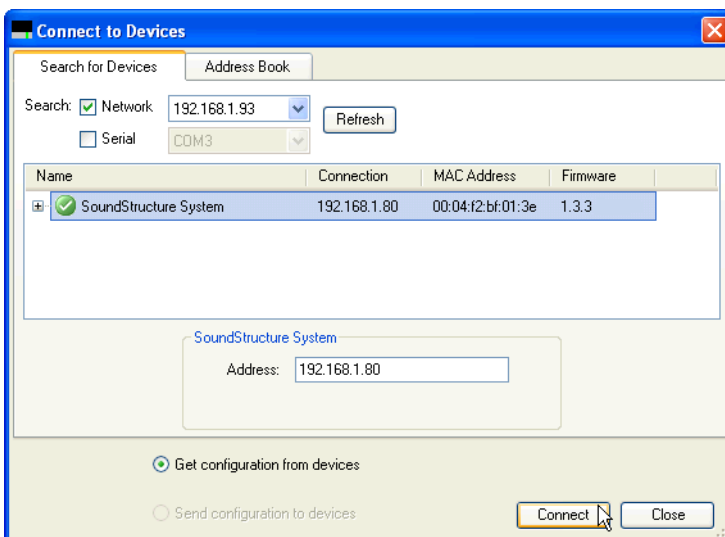 Connect to Devices
Search for Devices Address Book
Search: Network 192.168.1.93 Refresh
Serial COM3
Name Connection MAC Address Firmware
SoundStructure System 192.168.1.80 00:04:f2:bf:01:3e 1.3.3
SoundStructure System
Address: 192.168.1.80
Get configuration from devices
Send configuration to devices
Connect Close